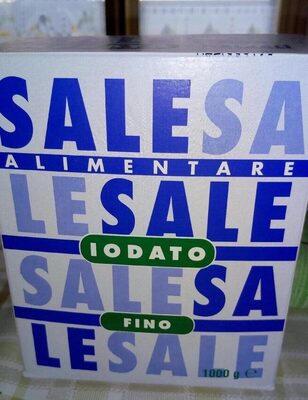 SALESA
ALIMENTARE
LESALE
IODATO
SALESA
FINO
LESALE
1000 g ℮